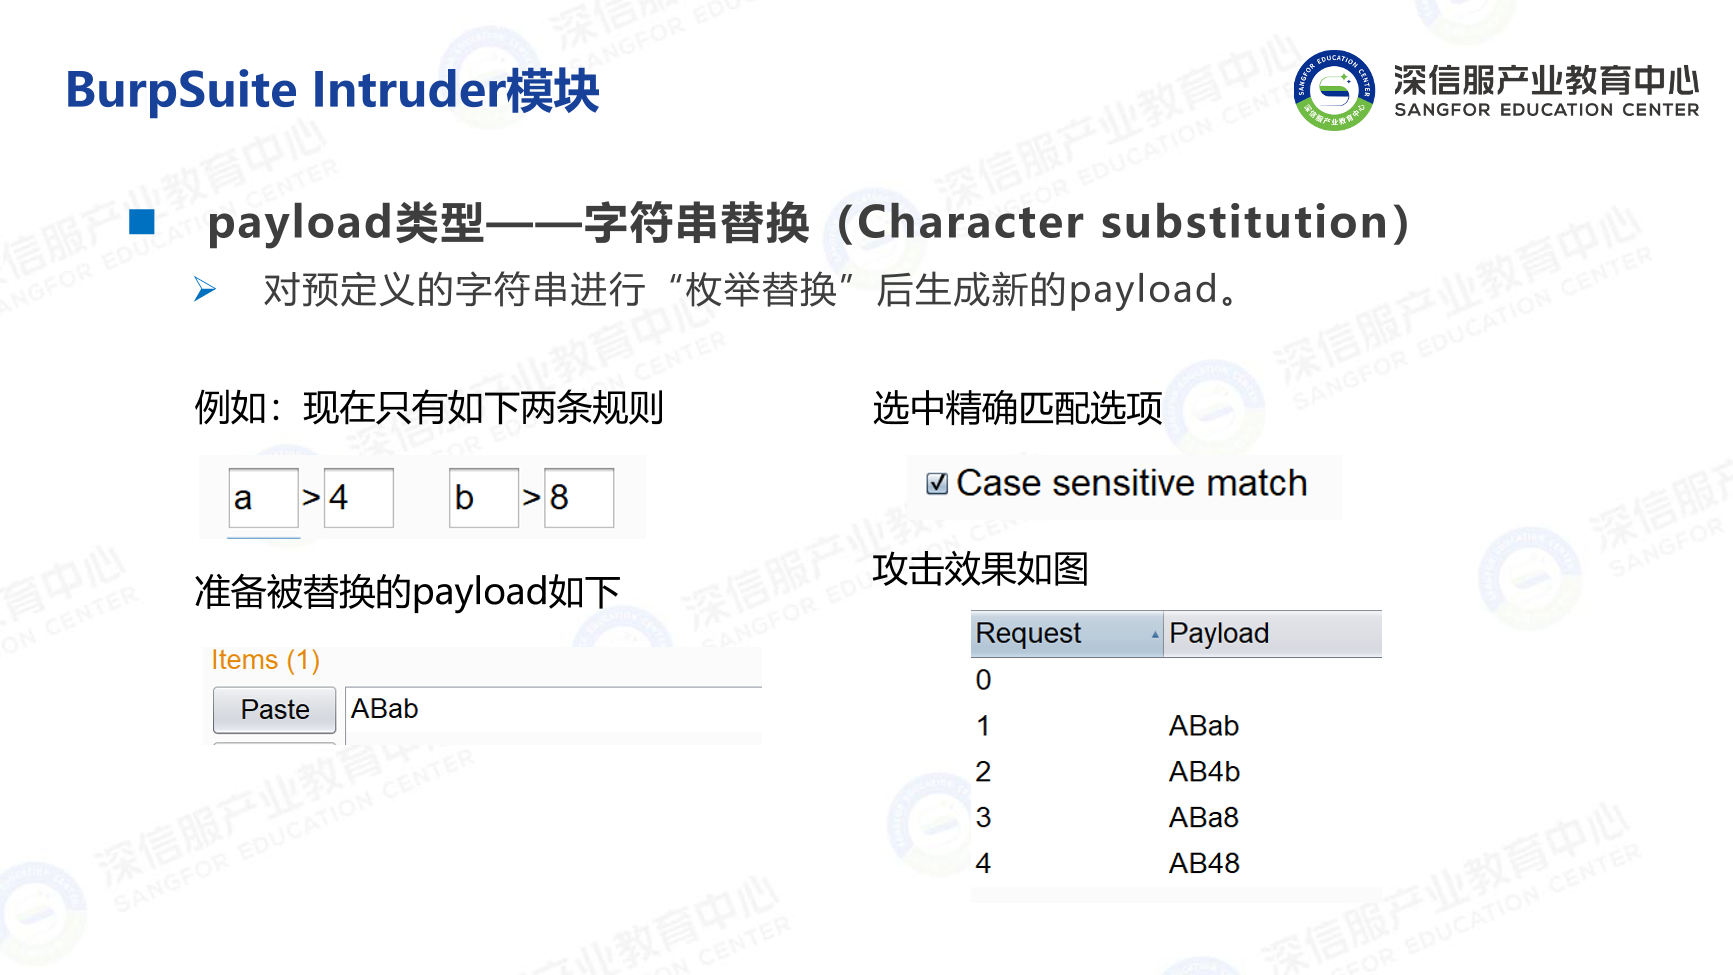 BurpSuite Intruder模块
深信服产业教育中心
SANGFOR EDUCATION CENTER
payload类型——字符串替换（Character substitution）
对预定义的字符串进行“枚举替换”后生成新的payload。
例如：现在只有如下两条规则
a > 4 b > 8
准备被替换的payload如下
Items (1)
Paste ABab
选中精确匹配选项
Case sensitive match
攻击效果如图
Request Payload
0
1 ABab
2 AB4b
3 ABa8
4 AB48